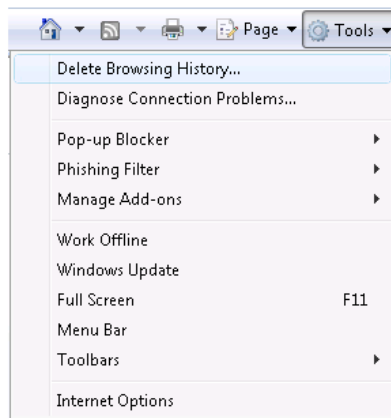 Page Tools
Delete Browsing History...
Diagnose Connection Problems...
Pop-up Blocker
Phishing Filter
Manage Add-ons
Work Offline
Windows Update
Full Screen F11
Menu Bar
Toolbars
Internet Options